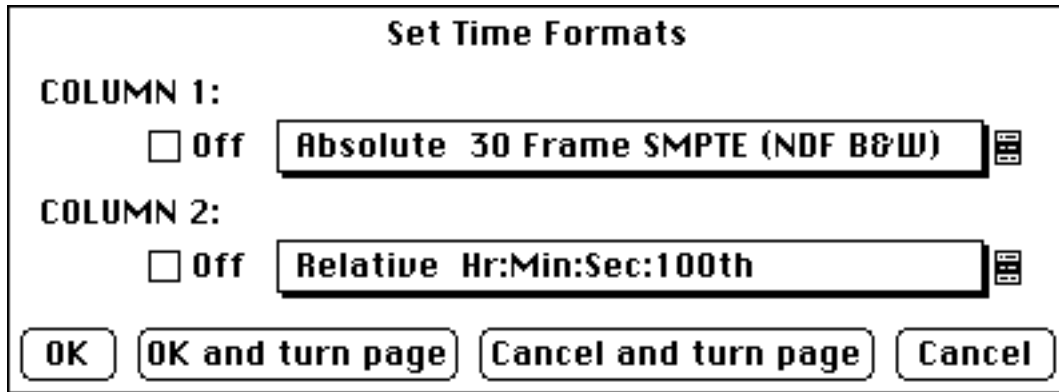 Set Time Formats
COLUMN 1:
Off Absolute 30 Frame SMPTE (NDF B&W)
COLUMN 2:
Off Relative Hr:Min:Sec:100th
OK OK and turn page Cancel and turn page Cancel